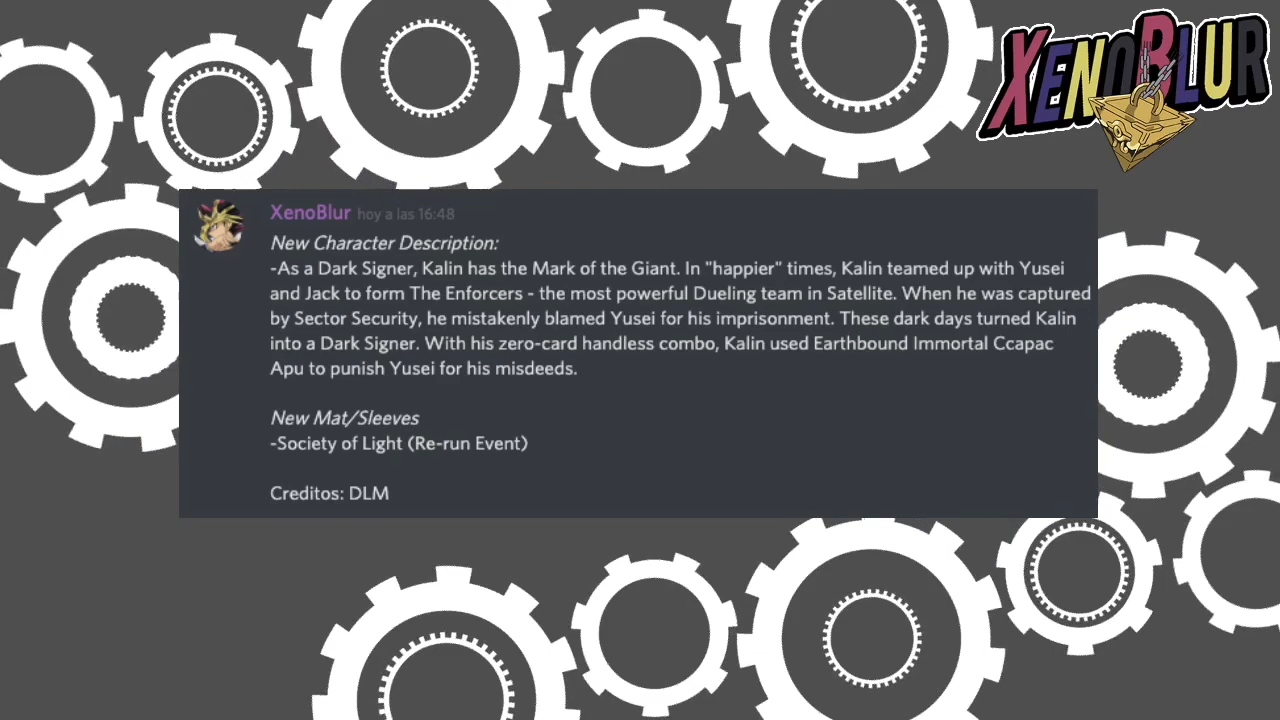 XENOBLUR
XenoBlur hoy a las 16:48
New Character Description:
-As a Dark Signer, Kalin has the Mark of the Giant. In "happier" times, Kalin teamed up with Yusei
and Jack to form The Enforcers - the most powerful Dueling team in Satellite. When he was captured
by Sector Security, he mistakenly blamed Yusei for his imprisonment. These dark days turned Kalin
into a Dark Signer. With his zero-card handless combo, Kalin used Earthbound Immortal Ccapac
Apu to punish Yusei for his misdeeds.
New Mat/Sleeves
-Society of Light (Re-run Event)
Creditos: DLM